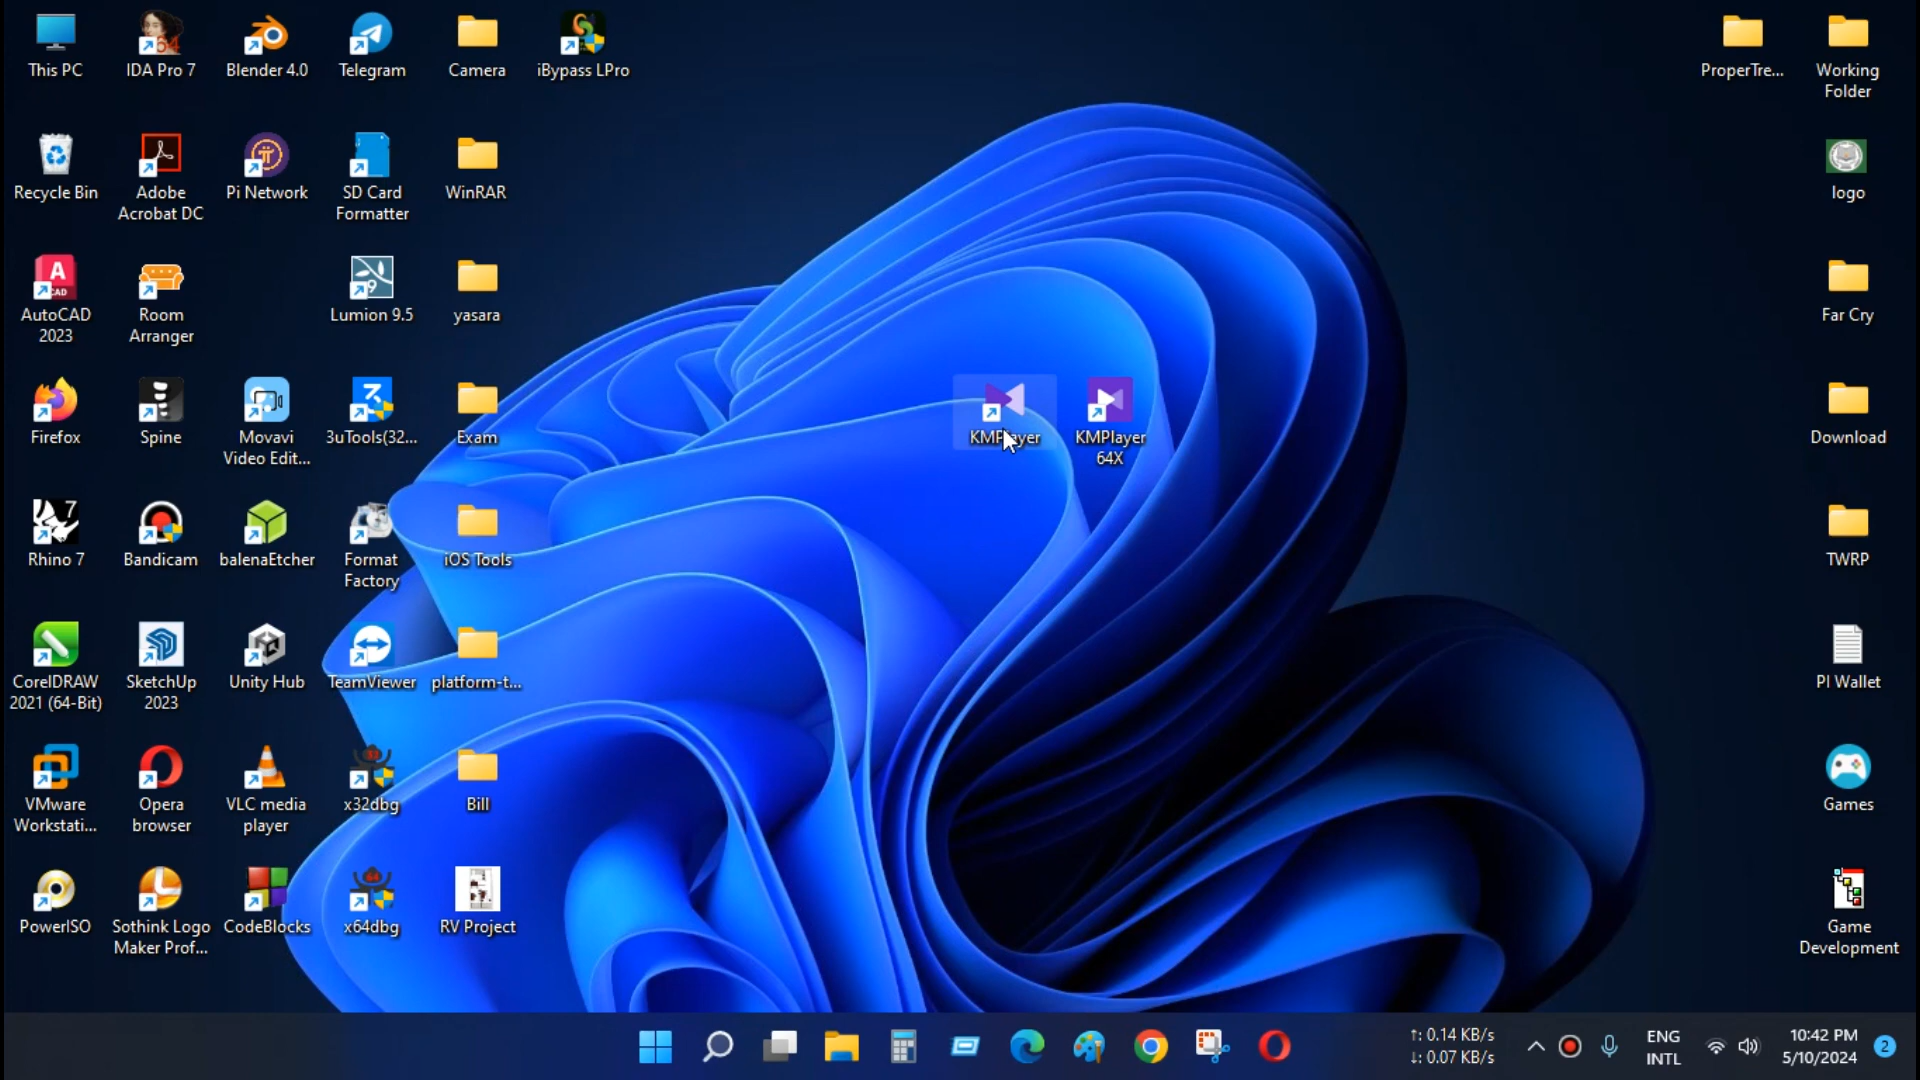 This PC
IDA Pro 7
Blender 4.0
Telegram
Camera
iBypass LPro
ProperTre...
Working
Folder
Recycle Bin
Adobe
Acrobat DC
Pi Network
SD Card
Formatter
WinRAR
logo
AutoCAD
2023
Room
Arranger
Lumion 9.5
yasara
Far Cry
Firefox
Spine
Movavi
Video Edit...
3uTools(32...
Exam
KMPlayer
KMPlayer
64X
Download
Rhino 7
Bandicam
balenaEtcher
Format
Factory
iOS Tools
TWRP
CorelDRAW
2021 (64-Bit)
SketchUp
2023
Unity Hub
TeamViewer
platform-t...
PI Wallet
VMware
Workstati...
Opera
browser
VLC media
player
x32dbg
Bill
Games
PowerISO
Sothink Logo
Maker Prof...
CodeBlocks
x64dbg
RV Project
Game
Development
↑: 0.14 KB/s
↓: 0.07 KB/s
ENG
INTL
10:42 PM
5/10/2024
2